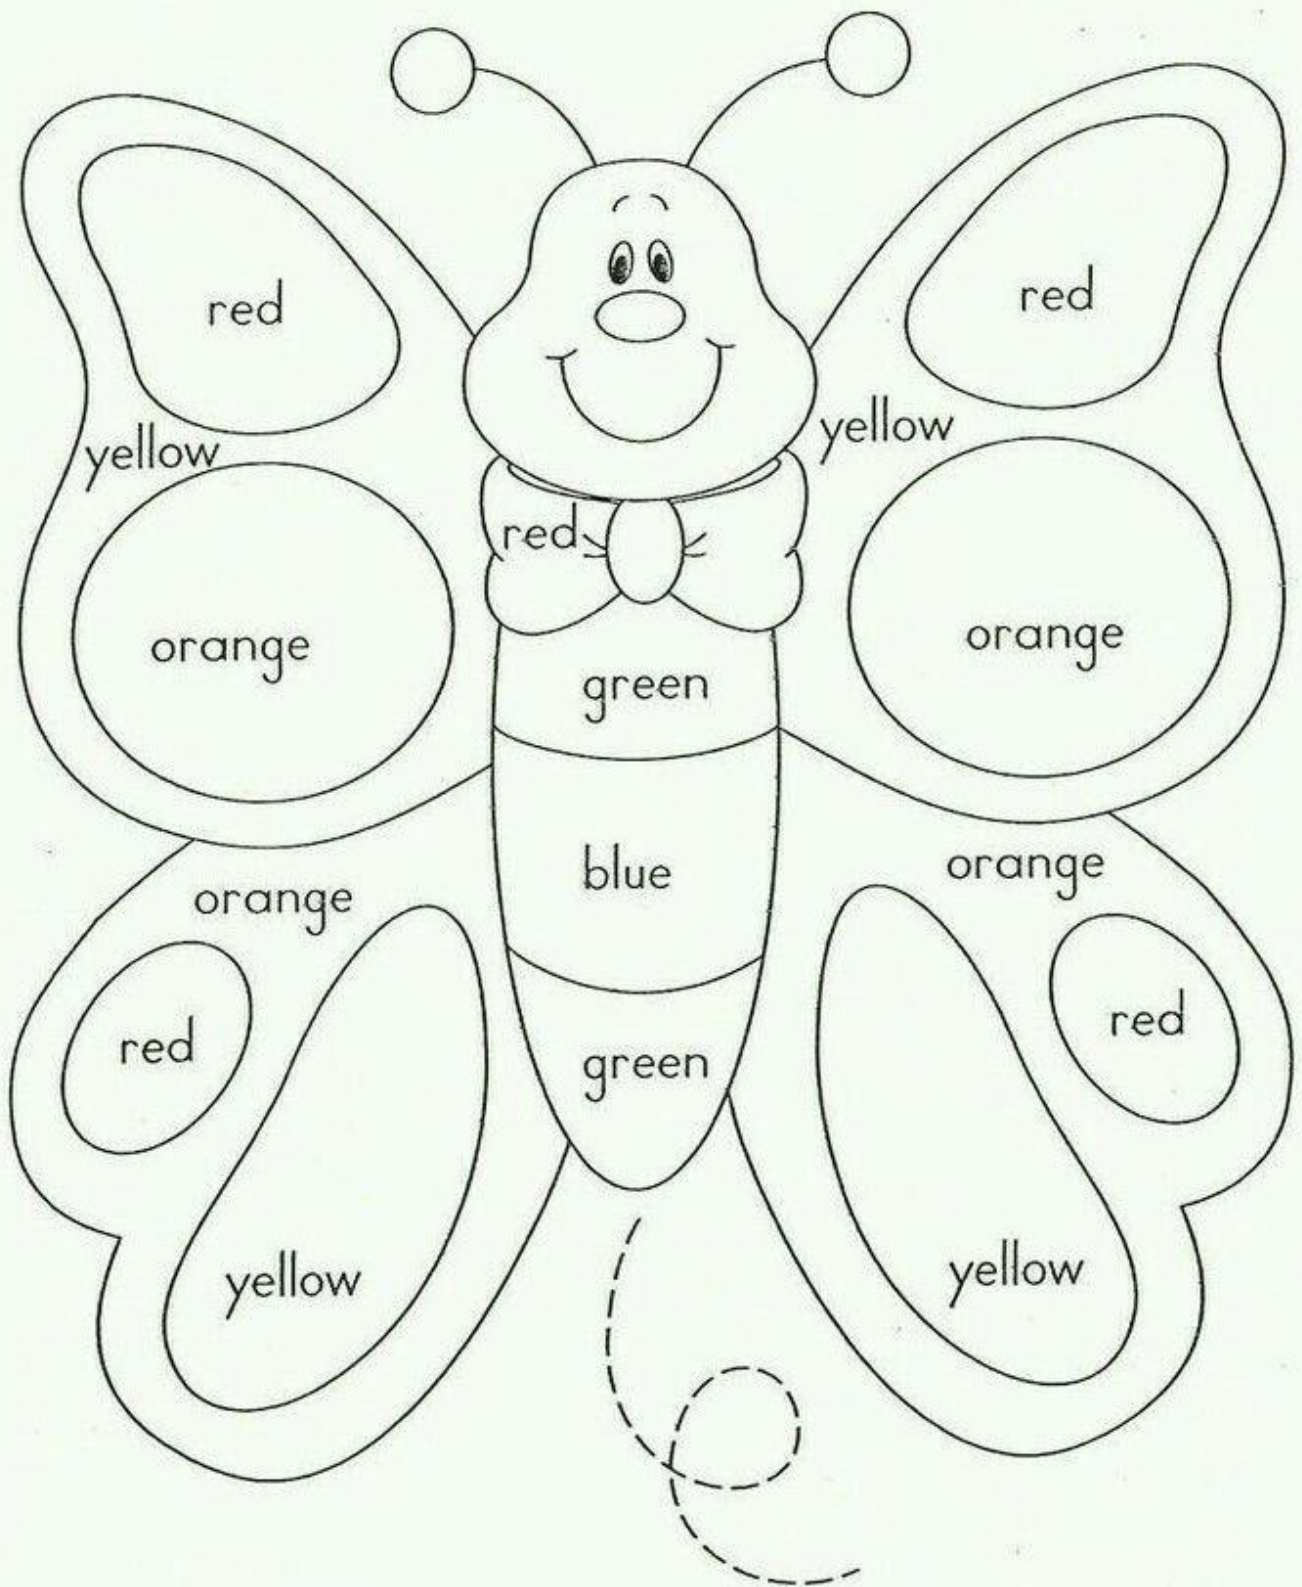 red
red
yellow
yellow
red
orange
orange
green
blue
orange
orange
red
red
green
yellow
yellow